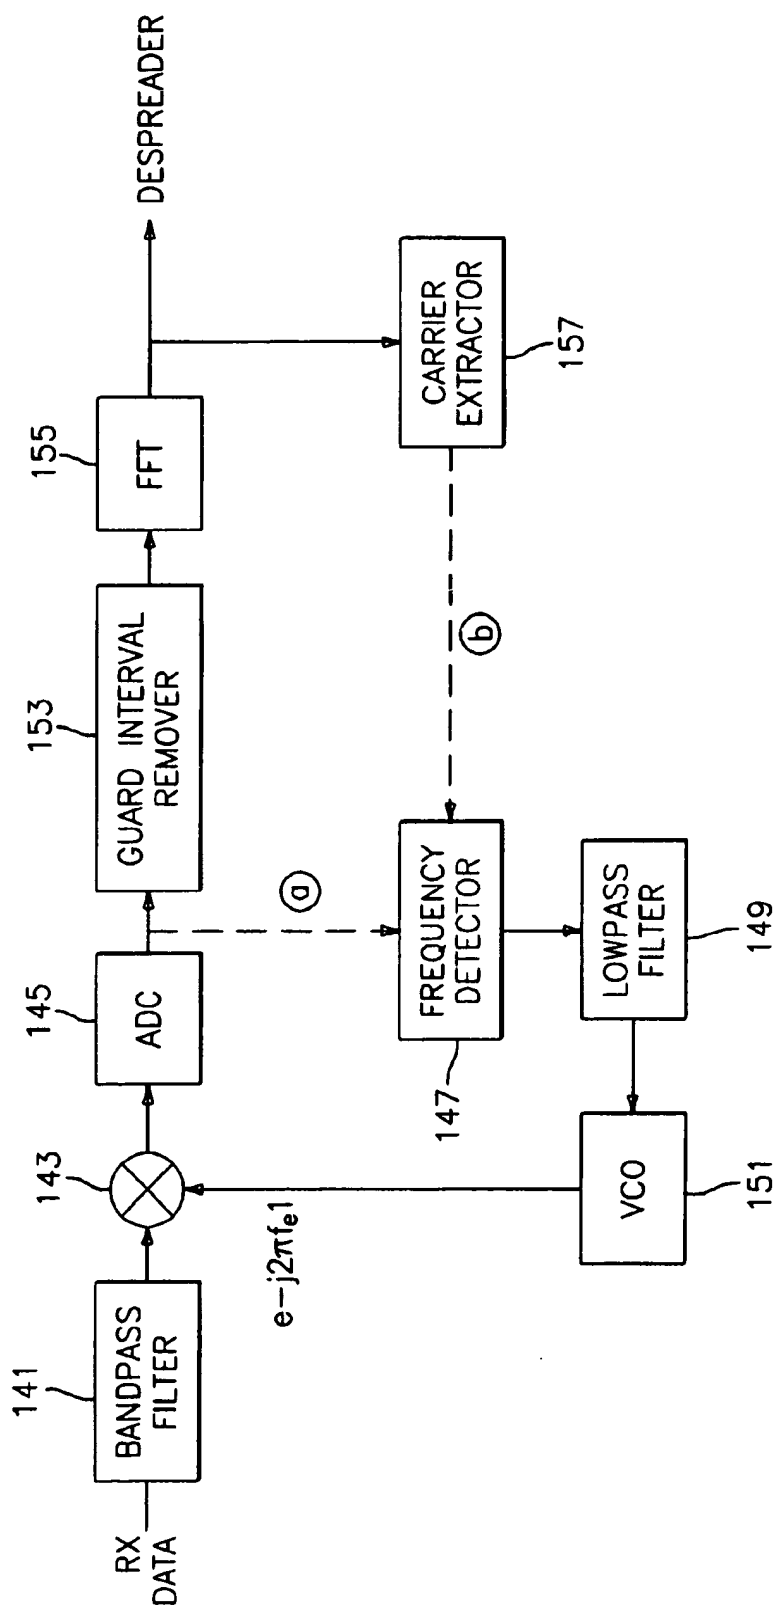 RX
DATA
141
BANDPASS
FILTER
143
e-j2πfe1
145
ADC
ⓐ
153
GUARD INTERVAL
REMOVER
155
FFT
DESPREADER
CARRIER
EXTRACTOR
157
ⓑ
FREQUENCY
DETECTOR
147
LOWPASS
FILTER
149
VCO
151